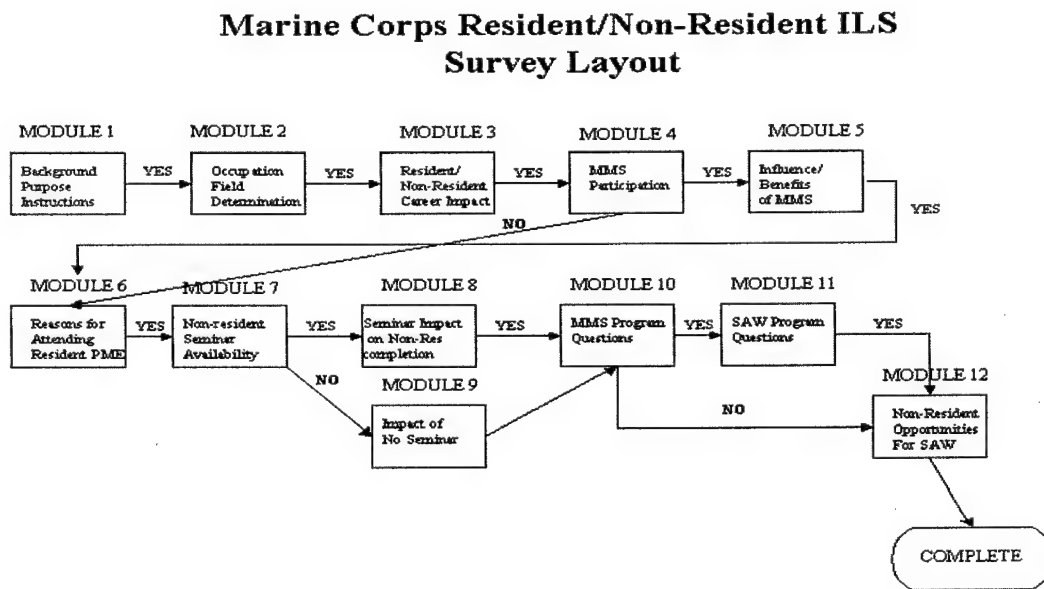 Marine Corps Resident/Non-Resident ILS
Survey Layout
MODULE 1
Background
Purpose
Instructions
YES
MODULE 2
Occupation
Field
Determination
YES
MODULE 3
Resident/
Non-Resident
Career Impact
YES
MODULE 4
MMS
Participation
YES
MODULE 5
Influence/
Benefits
of MMS
YES
NO
MODULE 6
Reasons for
Attending
Resident PME
YES
MODULE 7
Non-resident
Seminar
Availability
YES
MODULE 8
Seminar Impact
on Non-Res
completion
YES
MODULE 10
MMS Program
Questions
YES
MODULE 11
SAW Program
Questions
YES
NO
MODULE 9
Impact of
No Seminar
NO
MODULE 12
Non-Resident
Opportunities
For SAW
COMPLETE